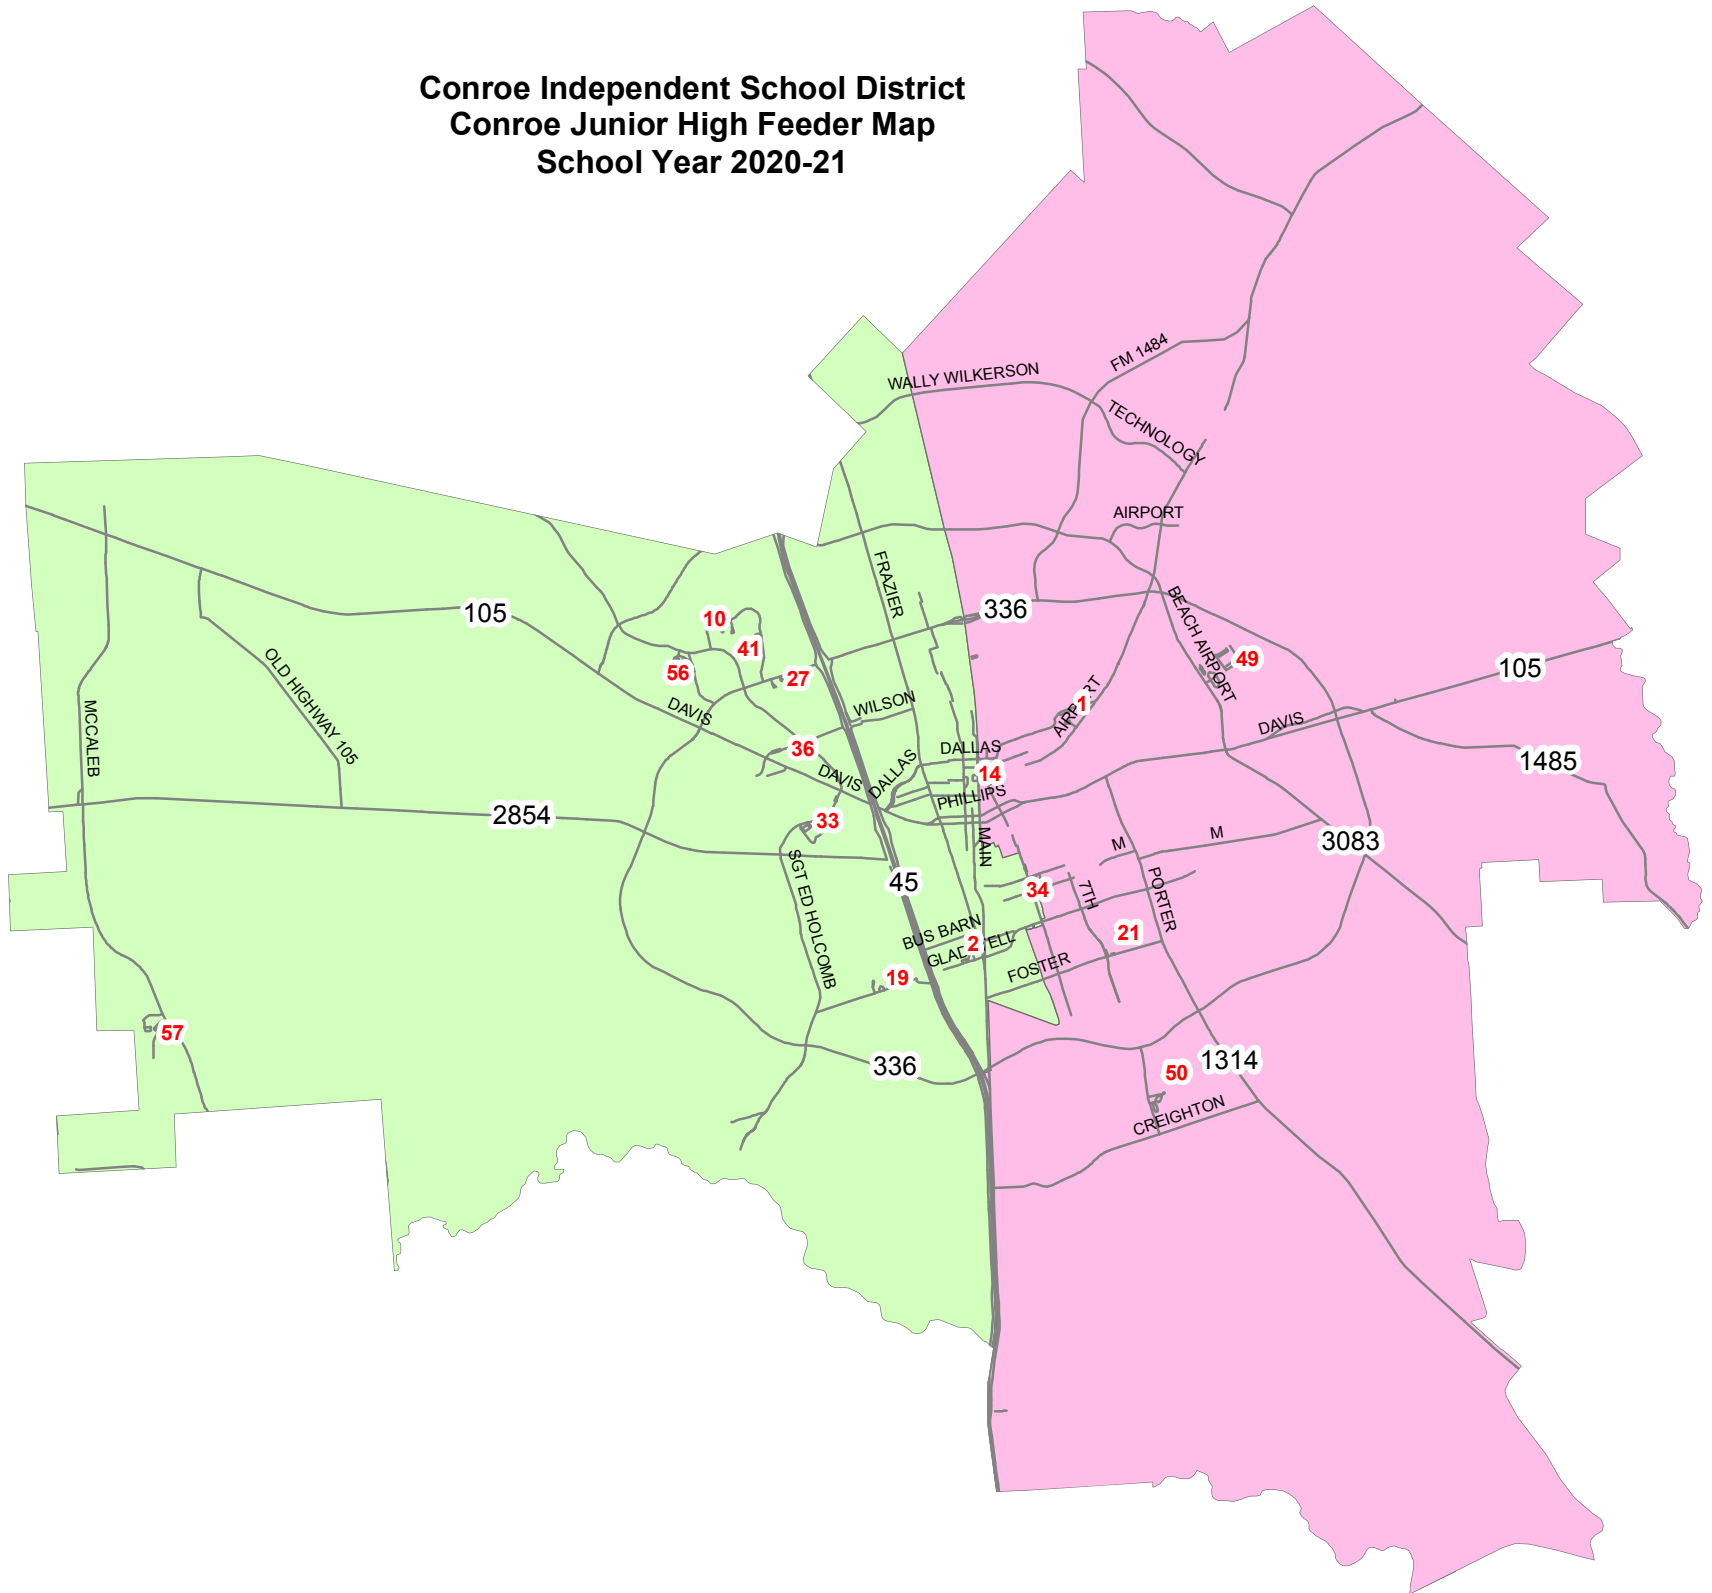 Conroe Independent School District
Conroe Junior High Feeder Map
School Year 2020-21
FM 1484
WALLY WILKERSON
TECHNOLOGY
AIRPORT
FRAZIER
105
336
10
41
56
27
BEACH AIRPORT
49
105
OLD HIGHWAY 105
MCCALEB
DAVIS
WILSON
AIRPORT
1
DAVIS
36
DALLAS
DALLAS
1485
14
DAVIS
PHILLIPS
2854
33
MAIN
M
M
3083
SGT ED HOLCOMB
45
34
7TH
PORTER
BUS BARN
2
21
GLADSTELL
FOSTER
19
57
336
50
1314
CREIGHTON